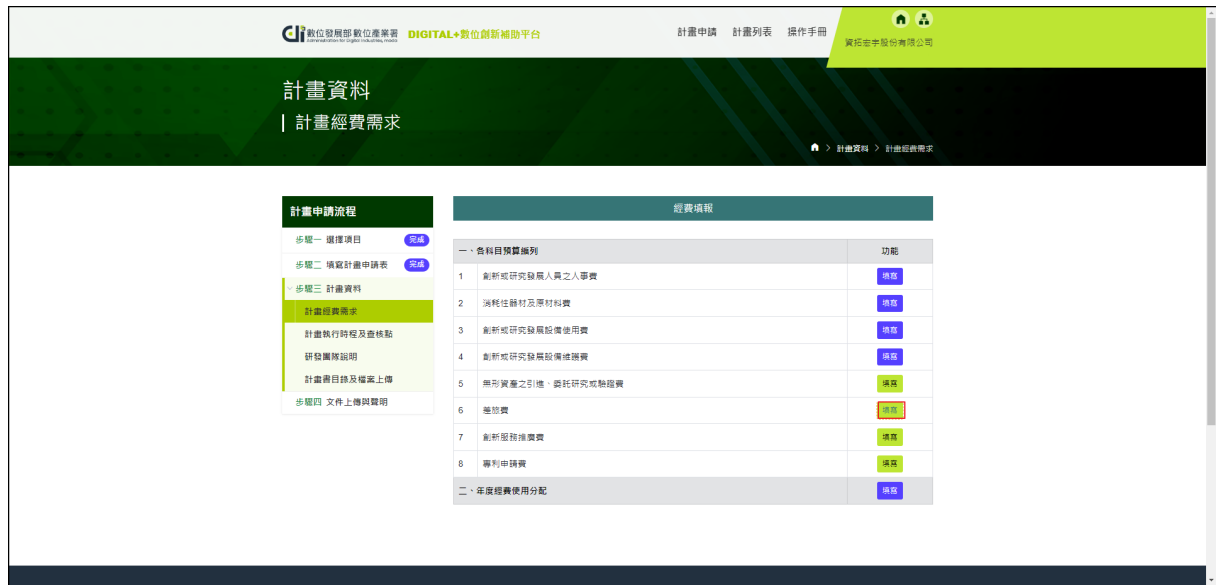 數位發展部數位產業署 DIGITAL+數位創新補助平台
Administration for Digital Industries, moda
計畫申請 計畫列表 操作手冊
資拓宏宇股份有限公司
計畫資料
計畫經費需求
> 計畫資料 > 計畫經費需求
計畫申請流程
步驟一 選擇項目 完成
步驟二 填寫計畫申請表 完成
步驟三 計畫資料
計畫經費需求
計畫執行時程及查核點
研發團隊說明
計畫書目錄及檔案上傳
步驟四 文件上傳與聲明
經費填報
一、各科目預算編列 功能
1 創新或研究發展人員之人事費 填寫
2 消耗性器材及原材料費 填寫
3 創新或研究發展設備使用費 填寫
4 創新或研究發展設備維護費 填寫
5 無形資產之引進、委託研究或驗證費 填寫
6 差旅費 填寫
7 創新服務推廣費 填寫
8 專利申請費 填寫
二、年度經費使用分配 填寫